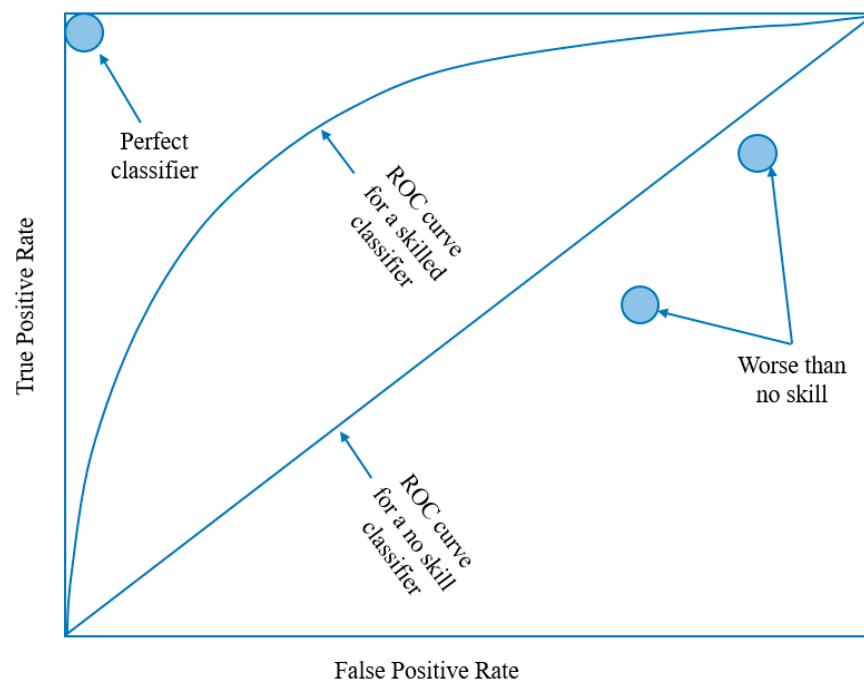 Perfect
classifier
ROC curve
for a skilled
classifier
True Positive Rate
Worse than
no skill
ROC curve
for a no skill
classifier
False Positive Rate